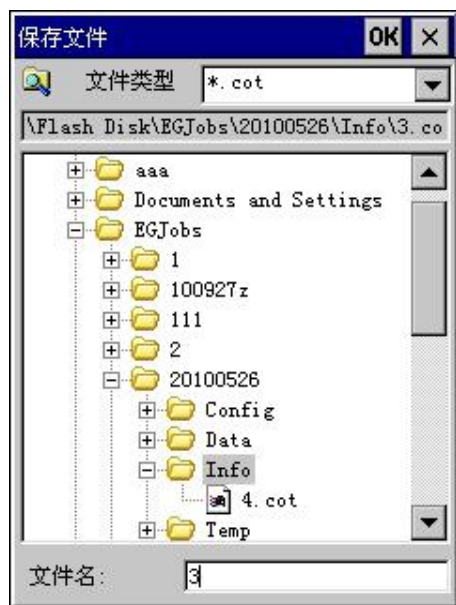 保存文件 OK ×
文件类型 *.cot
\Flash Disk\EGJobs\20100526\Info\3.co
aaa
Documents and Settings
EGJobs
1
100927z
111
2
20100526
Config
Data
Info
4.cot
Temp
文件名: 3